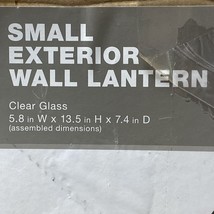 SMALL
EXTERIOR
WALL LANTERN
Clear Glass
5.8 in W x 13.5 in H x 7.4 in D
(assembled dimensions)